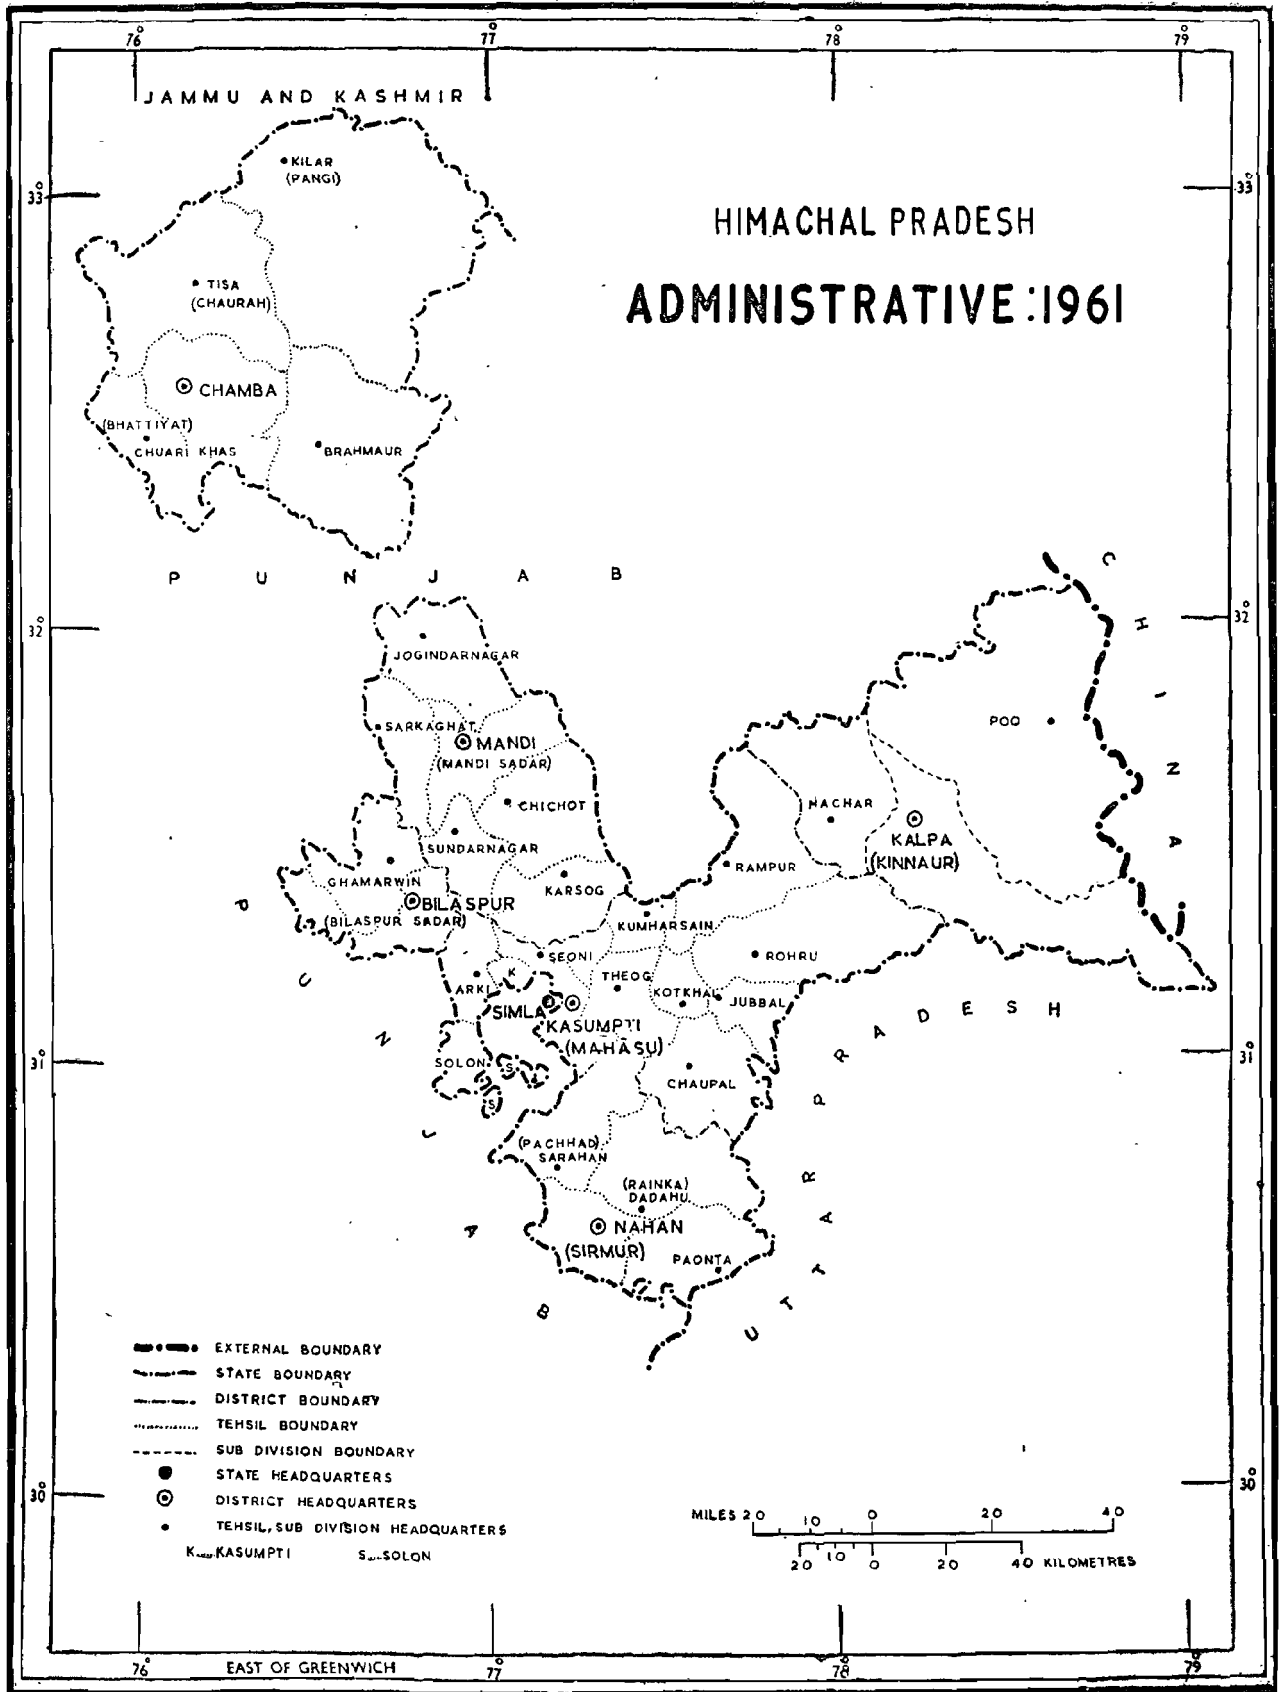 76° 77° 78° 79°
JAMMU AND KASHMIR
KILAR
(PANGI)
33° 33°
HIMACHAL PRADESH
ADMINISTRATIVE:1961
TISA
(CHAURAH)
CHAMBA
(BHATTIYAT)
CHUARI KHAS
BRAHMAUR
PUNJAB
CHINA
32° 32°
JOGINDARNAGAR
SARKAGHAT
MANDI
(MANDI SADAR)
POO
CHICHOT
NACHAR
SUNDARNAGAR
KALPA
(KINNAUR)
RAMPUR
GHAMARWIN
KARSOG
BILASPUR
(BILASPUR SADAR)
KUMHARSAIN
SEONI
ROHRU
K
THEOG
ARKI
KOTKHAI
JUBBAL
SIMLA
KASUMPTI
(MAHASU)
PUNJAB
UTTAR PRADESH
31° 31°
SOLON
S
S
CHAUPAL
(PACHHAD)
SARAHAN
(RAINKA)
DADAHU
NAHAN
(SIRMUR)
PAONTA
EXTERNAL BOUNDARY
STATE BOUNDARY
DISTRICT BOUNDARY
TEHSIL BOUNDARY
SUB DIVISION BOUNDARY
STATE HEADQUARTERS
30° 30°
DISTRICT HEADQUARTERS
TEHSIL, SUB DIVISION HEADQUARTERS
K....KASUMPTI S....SOLON
MILES 20 10 0 20 40
20 10 0 20 40 KILOMETRES
76° EAST OF GREENWICH 77° 78° 79°